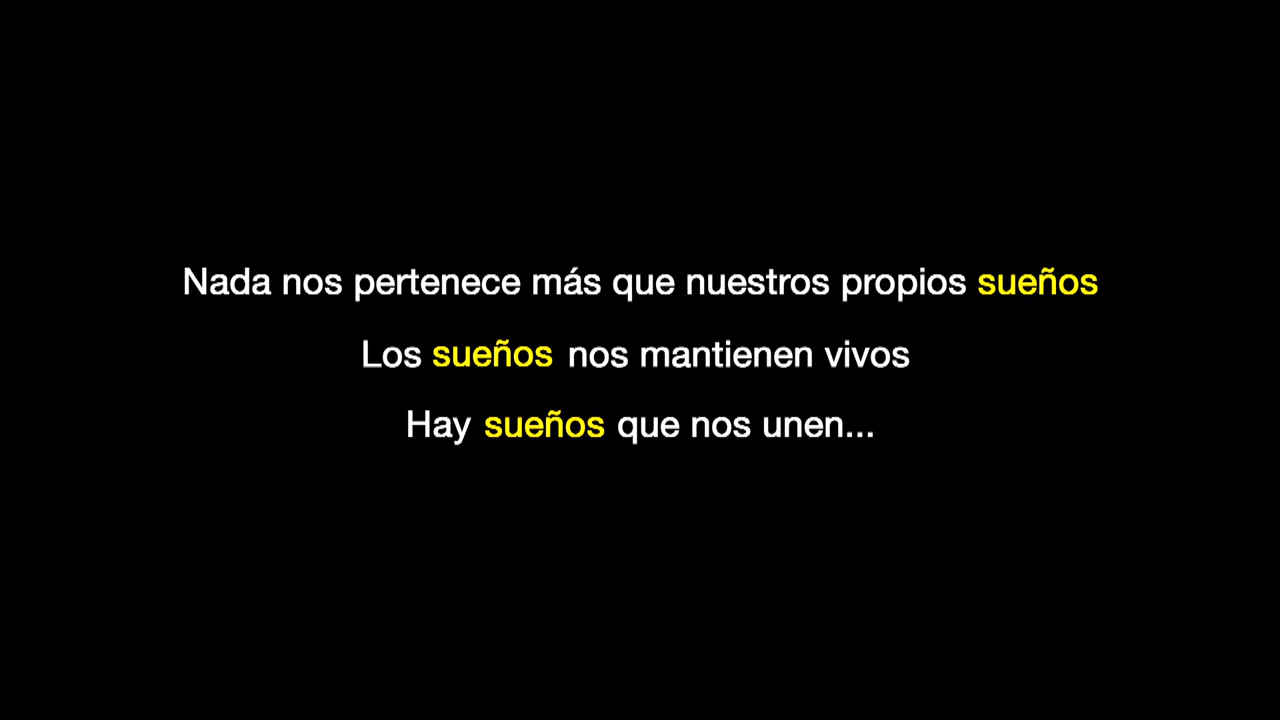 Nada nos pertenece más que nuestros propios sueños
Los sueños nos mantienen vivos
Hay sueños que nos unen...